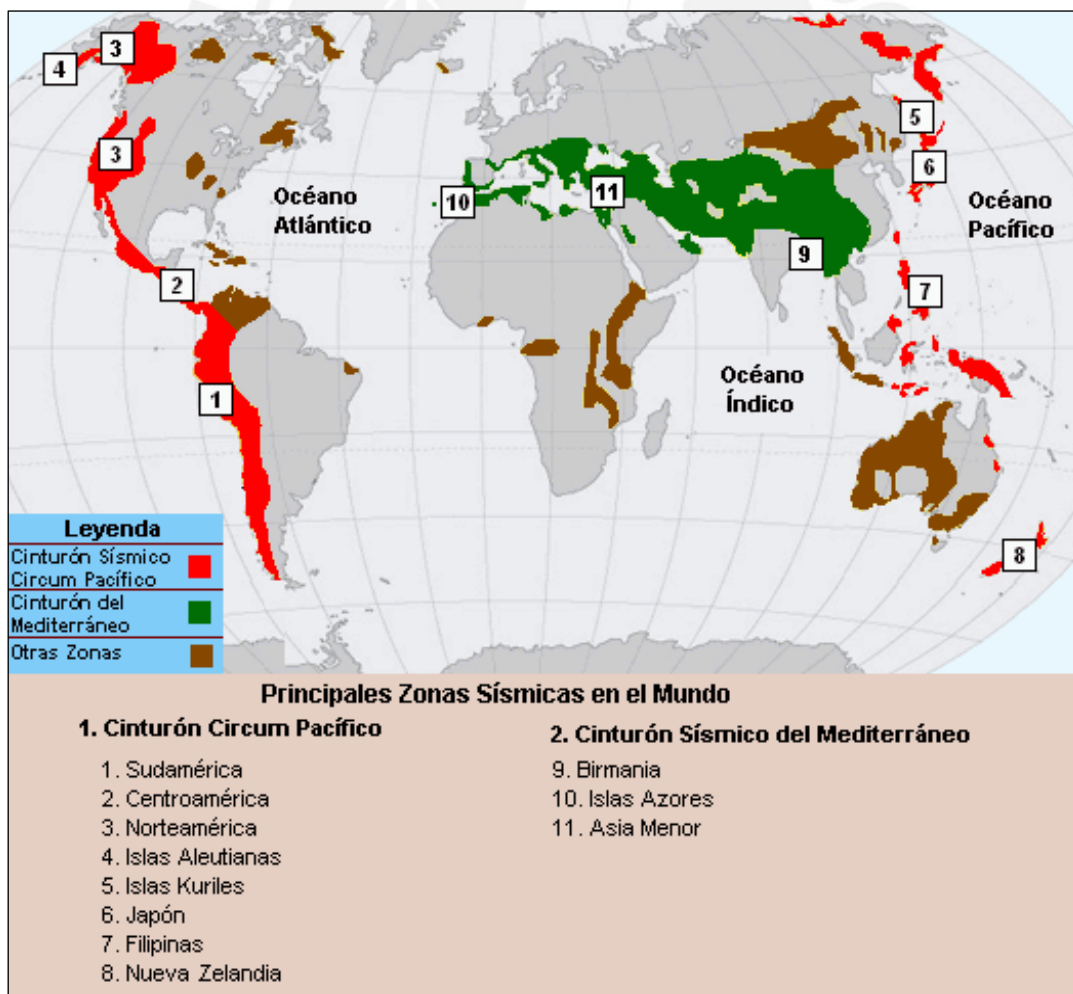 3
4
3
5
6
Océano
Atlántico
10
11
Océano
Pacífico
9
2
7
1
Océano
Índico
8
Leyenda
Cinturón Sísmico
Circum Pacífico
Cinturón del
Mediterráneo
Otras Zonas
Principales Zonas Sísmicas en el Mundo
1. Cinturón Circum Pacífico
1. Sudamérica
2. Centroamérica
3. Norteamérica
4. Islas Aleutianas
5. Islas Kuriles
6. Japón
7. Filipinas
8. Nueva Zelandia
2. Cinturón Sísmico del Mediterráneo
9. Birmania
10. Islas Azores
11. Asia Menor